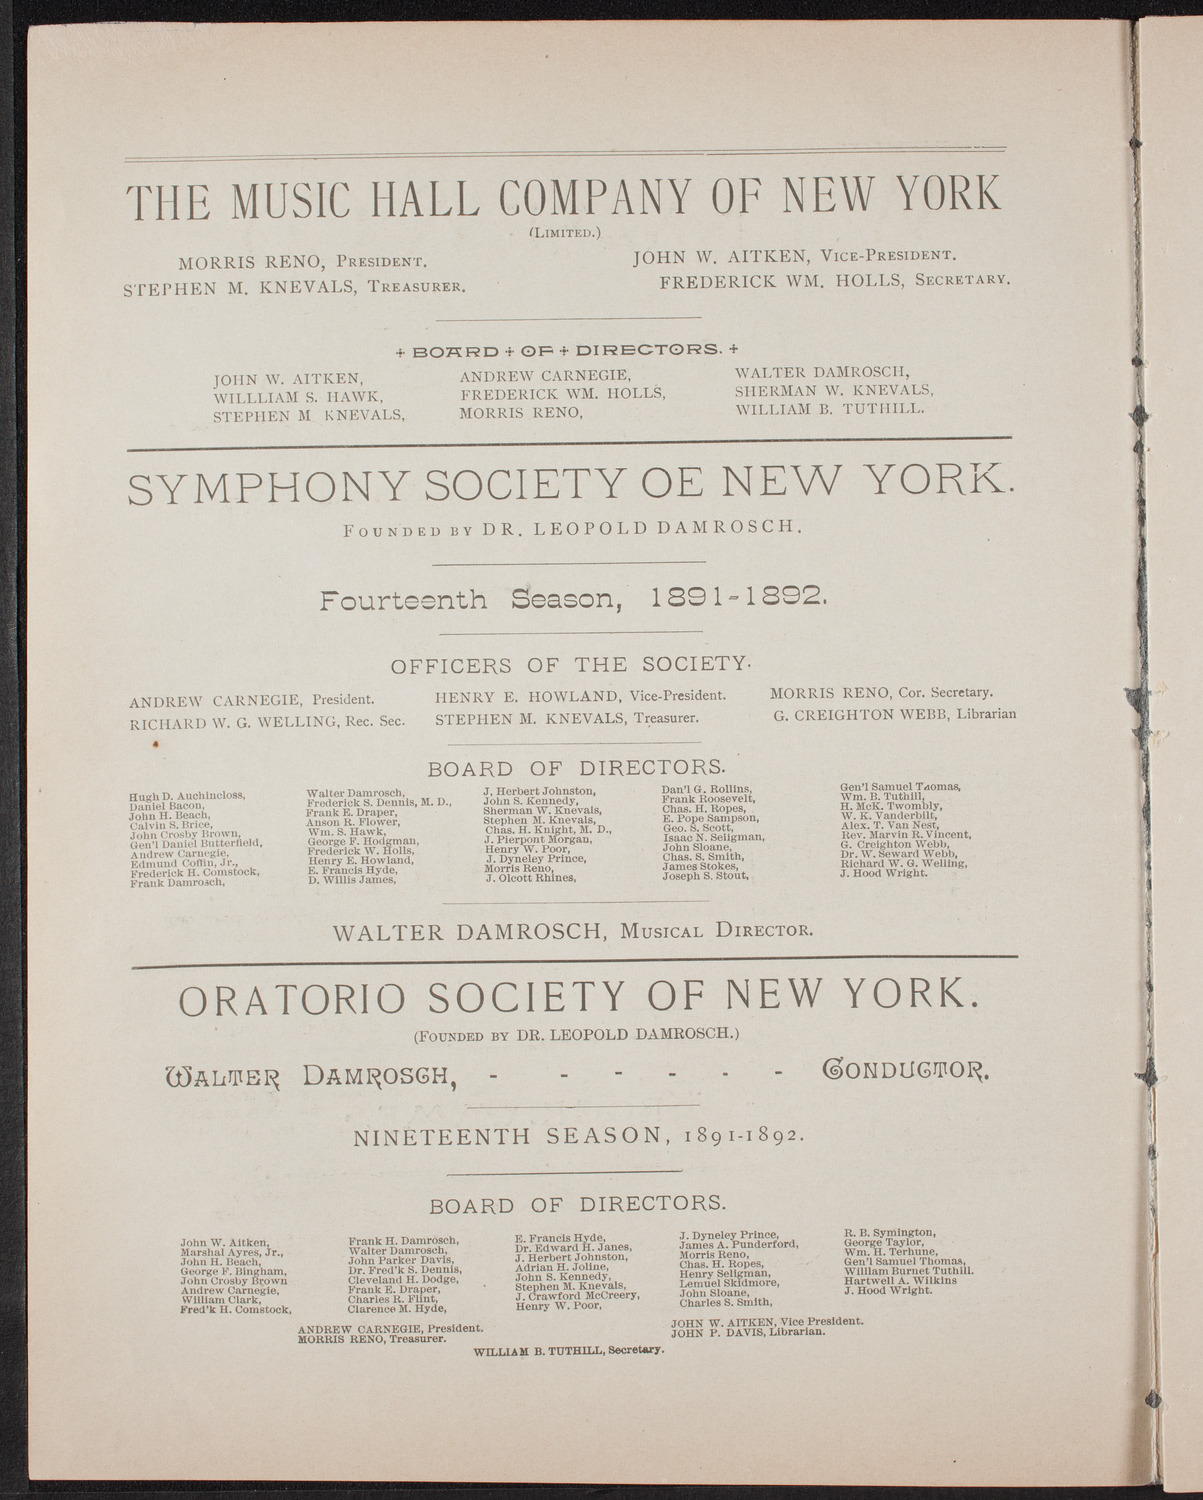 THE MUSIC HALL COMPANY OF NEW YORK
(LIMITED.)
MORRIS RENO, PRESIDENT. JOHN W. AITKEN, VICE-PRESIDENT.
STEPHEN M. KNEVALS, TREASURER. FREDERICK WM. HOLLS, SECRETARY.
+ BOARD + OF + DIRECTORS. +
JOHN W. AITKEN, ANDREW CARNEGIE, WALTER DAMROSCH,
WILLLIAM S. HAWK, FREDERICK WM. HOLLS, SHERMAN W. KNEVALS,
STEPHEN M KNEVALS, MORRIS RENO, WILLIAM B. TUTHILL.
SYMPHONY SOCIETY OE NEW YORK.
FOUNDED BY DR. LEOPOLD DAMROSCH.
Fourteenth Season, 1891-1892.
OFFICERS OF THE SOCIETY.
ANDREW CARNEGIE, President. HENRY E. HOWLAND, Vice-President. MORRIS RENO, Cor. Secretary.
RICHARD W. G. WELLING, Rec. Sec. STEPHEN M. KNEVALS, Treasurer. G. CREIGHTON WEBB, Librarian
BOARD OF DIRECTORS.
Hugh D. Auchincloss,
Daniel Bacon,
John H. Beach,
Calvin S. Brice,
John Crosby Brown,
Gen'l Daniel Butterfield,
Andrew Carnegie,
Edmund Coffin, Jr.,
Frederick H. Comstock,
Frank Damrosch,
Walter Damrosch,
Frederick S. Dennis, M. D.,
Frank E. Draper,
Anson R. Flower,
Wm. S. Hawk,
George F. Hodgman,
Frederick W. Holls,
Henry E. Howland,
E. Francis Hyde,
D. Willis James,
J, Herbert Johnston,
John S. Kennedy,
Sherman W. Knevals,
Stephen M. Knevals,
Chas. H. Knight, M. D.,
J. Pierpont Morgan,
Henry W. Poor,
J. Dyneley Prince,
Morris Reno,
J. Olcott Rhines,
Dan'l G. Rollins,
Frank Roosevelt,
Chas. H. Ropes,
E. Pope Sampson,
Geo. S. Scott,
Isaac N. Seligman,
John Sloane,
Chas. S. Smith,
James Stokes,
Joseph S. Stout,
Gen'l Samuel Taomas,
Wm. B. Tuthill,
H. McK. Twombly,
W. K. Vanderbilt,
Alex. T. Van Nest,
Rev. Marvin R. Vincent,
G. Creighton Webb,
Dr. W. Seward Webb,
Richard W. G. Welling,
J. Hood Wright.
WALTER DAMROSCH, MUSICAL DIRECTOR.
ORATORIO SOCIETY OF NEW YORK.
(FOUNDED BY DR. LEOPOLD DAMROSCH.)
WALTER DAMROSCH, - - - - - - CONDUCTOR.
NINETEENTH SEASON, 1891-1892.
BOARD OF DIRECTORS.
John W. Aitken,
Marshal Ayres, Jr.,
John H. Beach,
George F. Bingham,
John Crosby Brown
Andrew Carnegie,
William Clark,
Fred'k H. Comstock,
Frank H. Damrosch,
Walter Damrosch,
John Parker Davis,
Dr. Fred'k S. Dennis,
Cleveland H. Dodge,
Frank E. Draper,
Charles R. Flint,
Clarence M. Hyde,
E. Francis Hyde,
Dr. Edward H. Janes,
J. Herbert Johnston,
Adrian H. Joline,
John S. Kennedy,
Stephen M. Knevals,
J. Crawford McCreery,
Henry W. Poor,
J. Dyneley Prince,
James A. Punderford,
Morris Reno,
Chas. H. Ropes,
Henry Seligman,
Lemuel Skidmore,
John Sloane,
Charles S. Smith,
R. B. Symington,
George Taylor,
Wm. H. Terhune,
Gen'l Samuel Thomas,
William Burnet Tuthill.
Hartwell A. Wilkins
J. Hood Wright.
ANDREW CARNEGIE, President. JOHN W. AITKEN, Vice President.
MORRIS RENO, Treasurer. JOHN P. DAVIS, Librarian.
WILLIAM B. TUTHILL, Secretary.